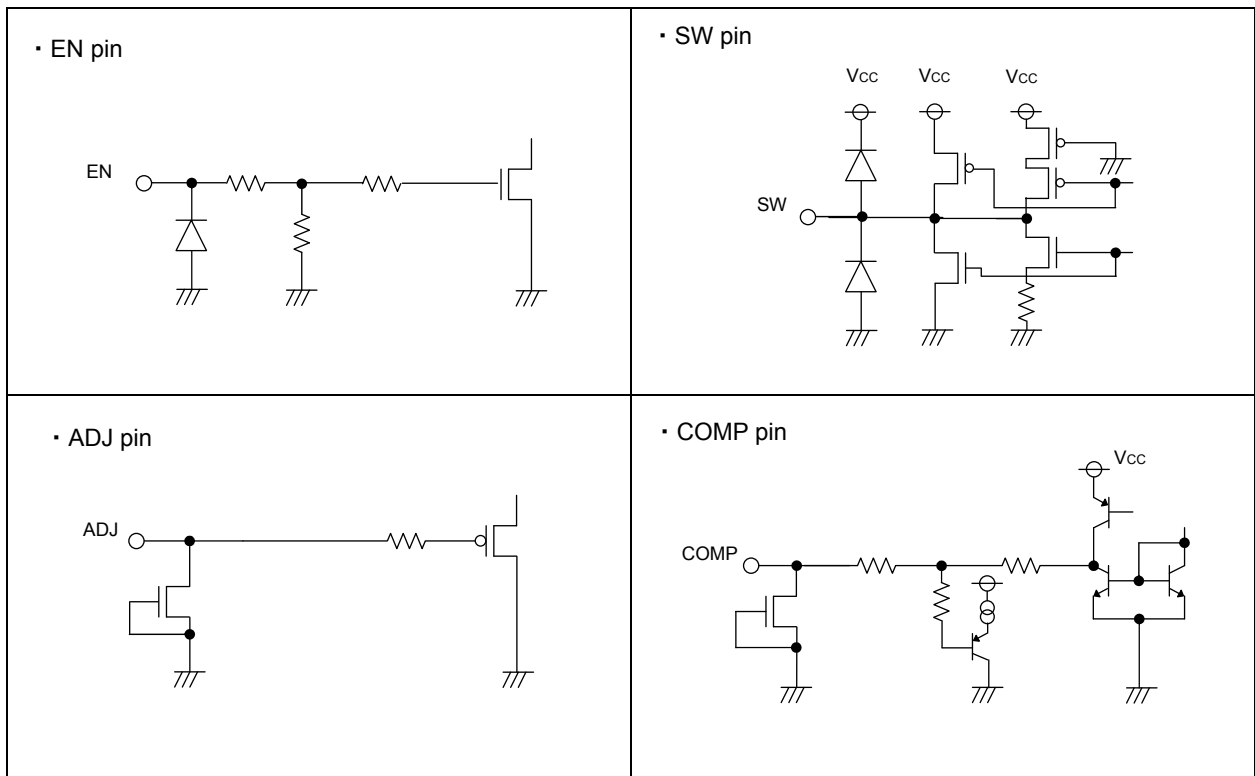 ・EN pin
EN
・SW pin
VCC VCC VCC
SW
・ADJ pin
ADJ
・COMP pin
VCC
COMP